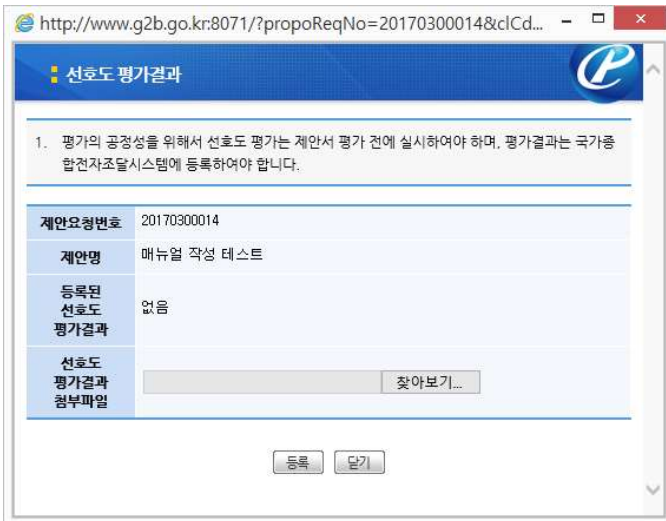 http://www.g2b.go.kr:8071/?propoReqNo=20170300014&clCd...
선호도 평가결과
1. 평가의 공정성을 위해서 선호도 평가는 제안서 평가 전에 실시하여야 하며, 평가결과는 국가종
합전자조달시스템에 등록하여야 합니다.
제안요청번호 20170300014
제안명 매뉴얼 작성 테스트
등록된
선호도
평가결과
없음
선호도
평가결과
첨부파일
찾아보기...
등록 닫기